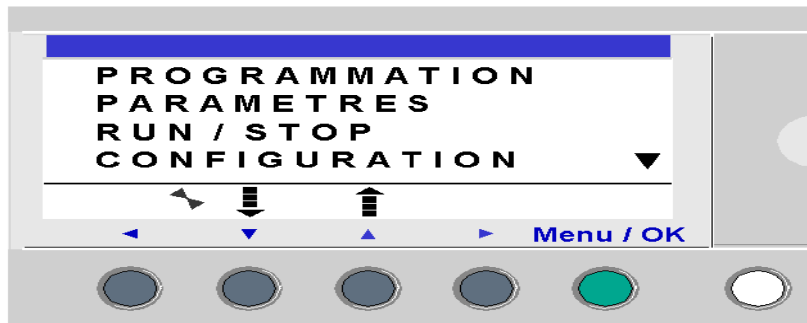 PROGRAMMATION
PARAMETRES
RUN / STOP
CONFIGURATION
Menu / OK